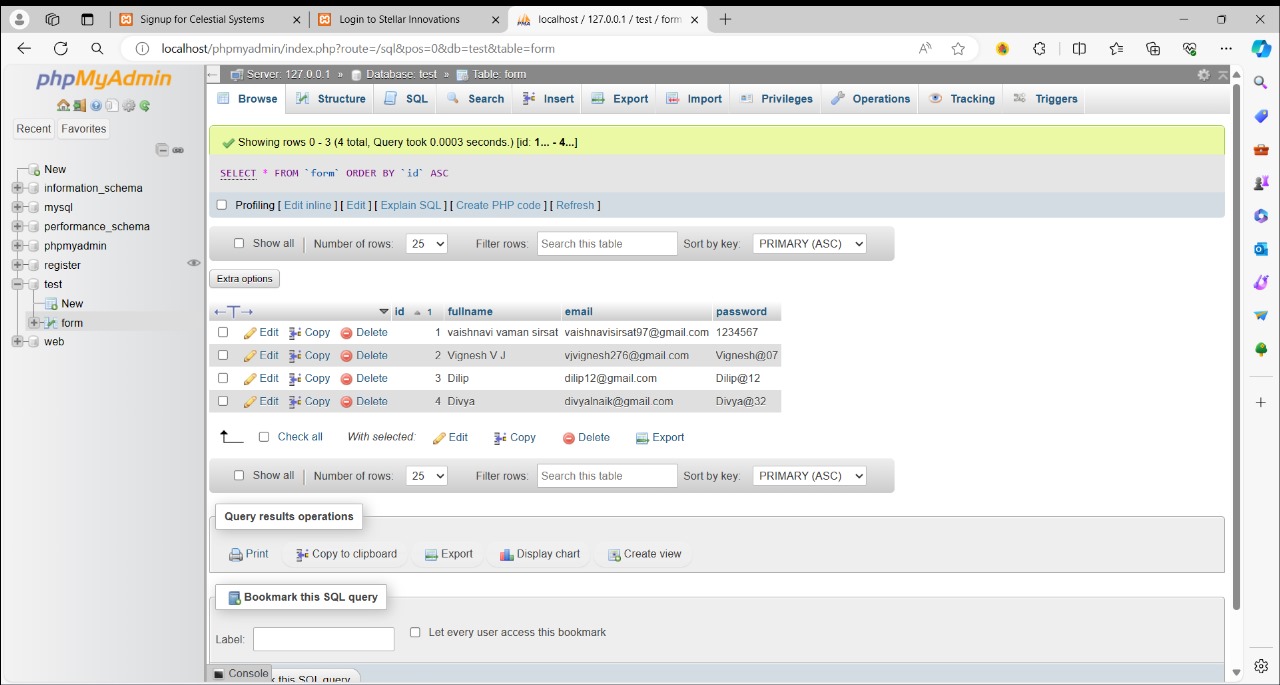 Signup for Celestial Systems
Login to Stellar Innovations
localhost / 127.0.0.1 / test / form
localhost/phpmyadmin/index.php?route=/sql&pos=0&db=test&table=form
phpMyAdmin
Recent Favorites
New
information_schema
mysql
performance_schema
phpmyadmin
register
test
New
form
web
Server: 127.0.0.1 » Database: test » Table: form
Browse Structure SQL Search Insert Export Import Privileges Operations Tracking Triggers
Showing rows 0 - 3 (4 total, Query took 0.0003 seconds.) [id: 1... - 4...]
SELECT * FROM `form` ORDER BY `id` ASC
Profiling [ Edit inline ] [ Edit ] [ Explain SQL ] [ Create PHP code ] [ Refresh ]
Show all Number of rows: 25 Filter rows: Search this table Sort by key: PRIMARY (ASC)
Extra options
id 1 fullname email password
Edit Copy Delete 1 vaishnavi vaman sirsat vaishnavisirsat97@gmail.com 1234567
Edit Copy Delete 2 Vignesh V J vjvignesh276@gmail.com Vignesh@07
Edit Copy Delete 3 Dilip dilip12@gmail.com Dilip@12
Edit Copy Delete 4 Divya divyalnaik@gmail.com Divya@32
Check all With selected: Edit Copy Delete Export
Show all Number of rows: 25 Filter rows: Search this table Sort by key: PRIMARY (ASC)
Query results operations
Print Copy to clipboard Export Display chart Create view
Bookmark this SQL query
Label: Let every user access this bookmark
Console
this SQL query